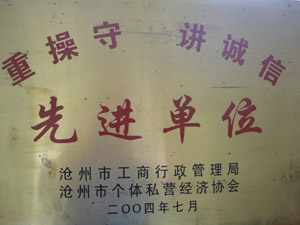 重操守 讲诚信
先进单位
沧州市工商行政管理局
沧州市个体私营经济协会
二〇〇四年七月